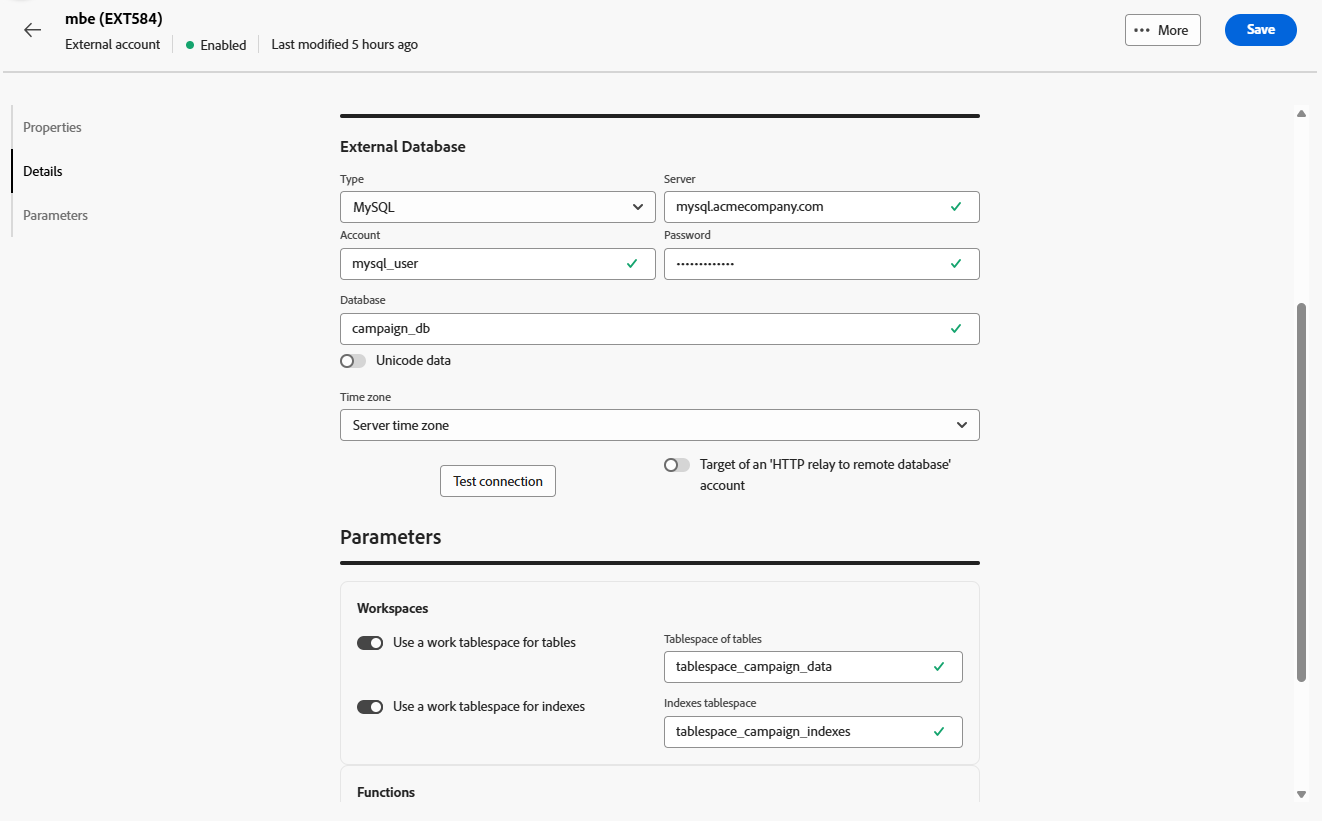 mbe (EXT584)
External account
Enabled
Last modified 5 hours ago
••• More
Save
Properties
Details
Parameters
External Database
Type
Server
MySQL
mysql.acmecompany.com
Account
Password
mysql_user
•••••••••••••
Database
campaign_db
Unicode data
Time zone
Server time zone
Test connection
Target of an 'HTTP relay to remote database'
account
Parameters
Workspaces
Use a work tablespace for tables
Tablespace of tables
tablespace_campaign_data
Use a work tablespace for indexes
Indexes tablespace
tablespace_campaign_indexes
Functions